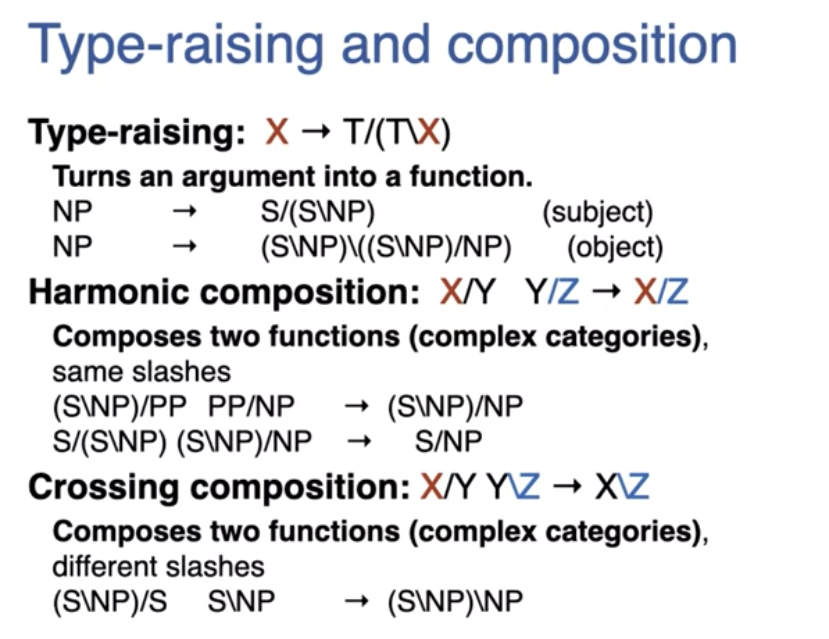 Type-raising and composition
Type-raising: X → T/(T\X)
Turns an argument into a function.
NP → S/(S\NP) (subject)
NP → (S\NP)\((S\NP)/NP) (object)
Harmonic composition: X/Y Y/Z → X/Z
Composes two functions (complex categories),
same slashes
(S\NP)/PP PP/NP → (S\NP)/NP
S/(S\NP) (S\NP)/NP → S/NP
Crossing composition: X/Y Y\Z → X\Z
Composes two functions (complex categories),
different slashes
(S\NP)/S S\NP → (S\NP)\NP